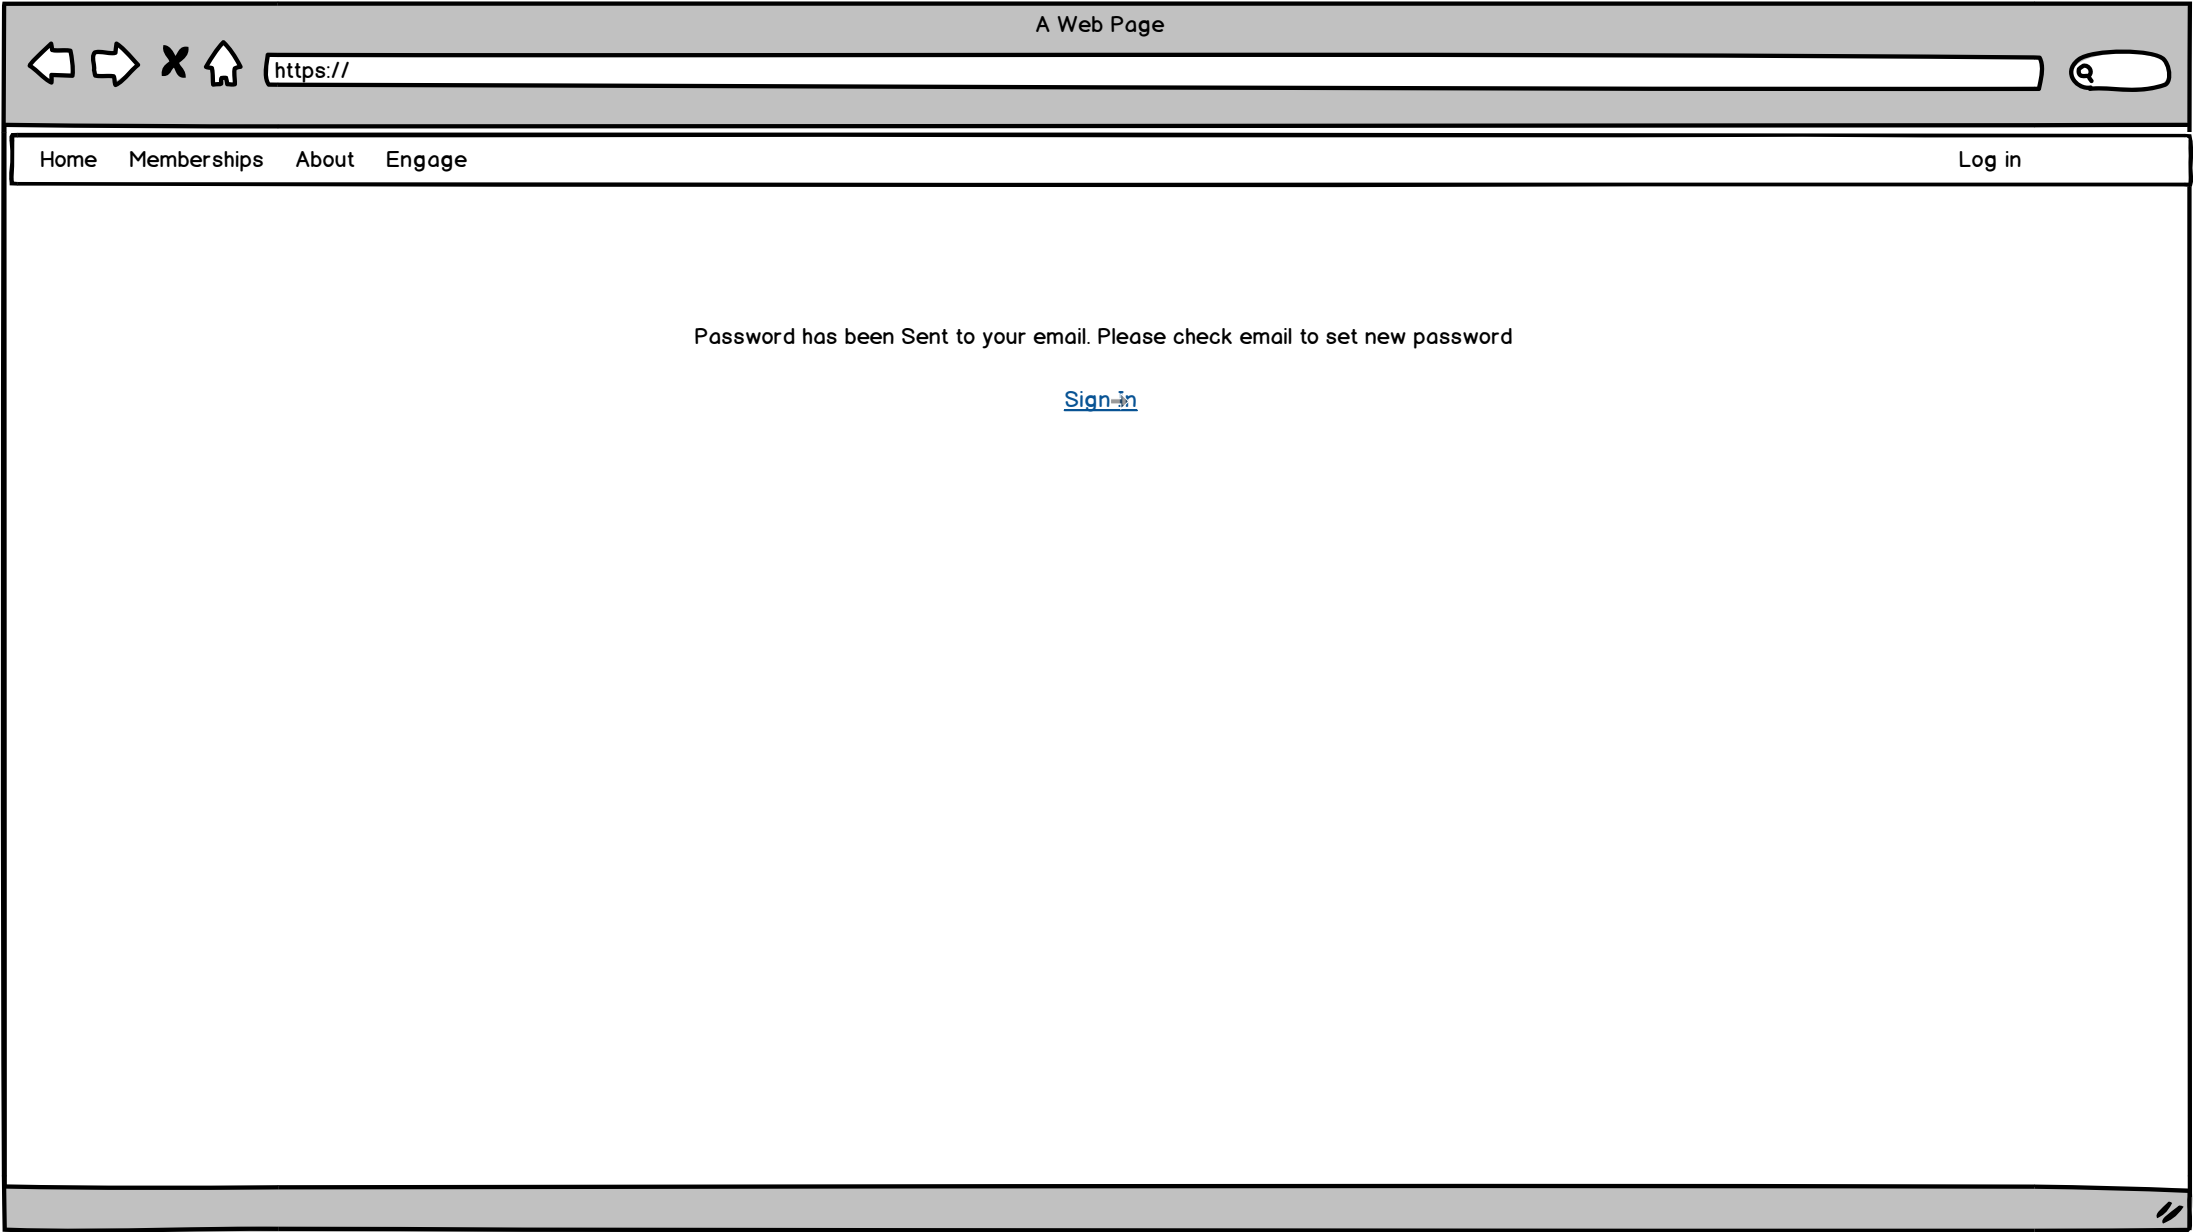 A Web Page
https://
Home Memberships About Engage Log in
Password has been Sent to your email. Please check email to set new password
Sign in